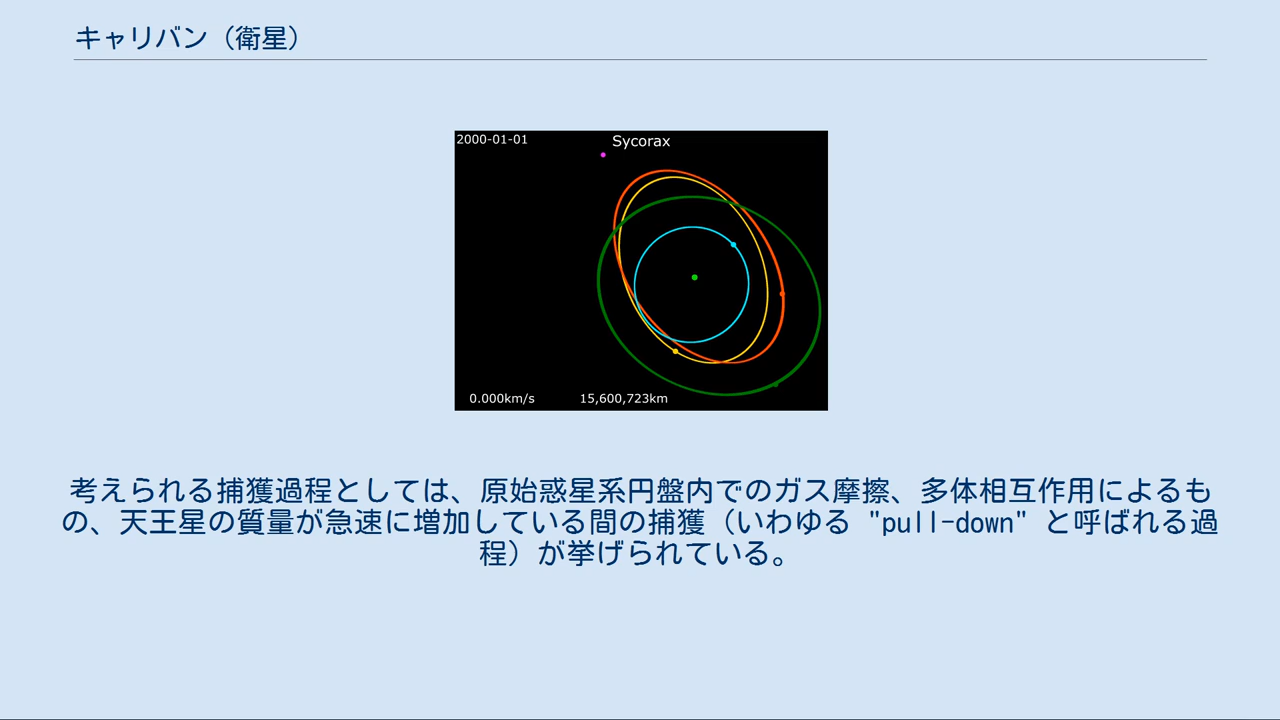 キャリバン（衛星）
2000-01-01
Sycorax
0.000km/s
15,600,723km
考えられる捕獲過程としては、原始惑星系円盤内でのガス摩擦、多体相互作用によるも
の、天王星の質量が急速に増加している間の捕獲（いわゆる "pull-down" と呼ばれる過
程）が挙げられている。